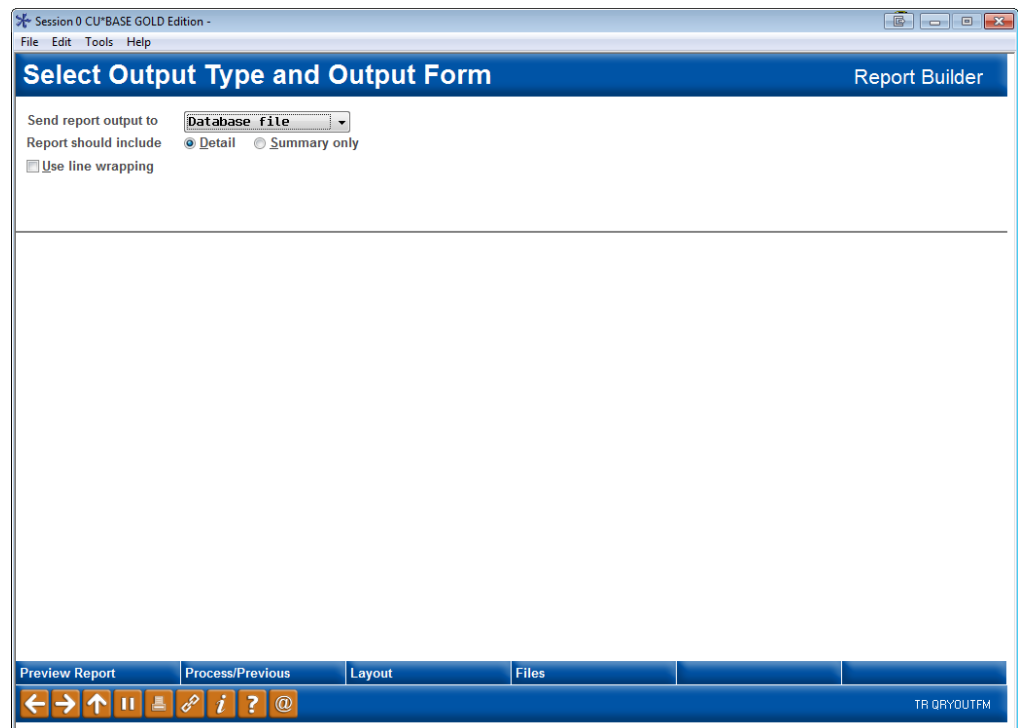 Session 0 CU*BASE GOLD Edition -
File Edit Tools Help
Select Output Type and Output Form Report Builder
Send report output to Database file
Report should include Detail Summary only
Use line wrapping
Preview Report Process/Previous Layout Files
i ? @ TR QRYOUTFM